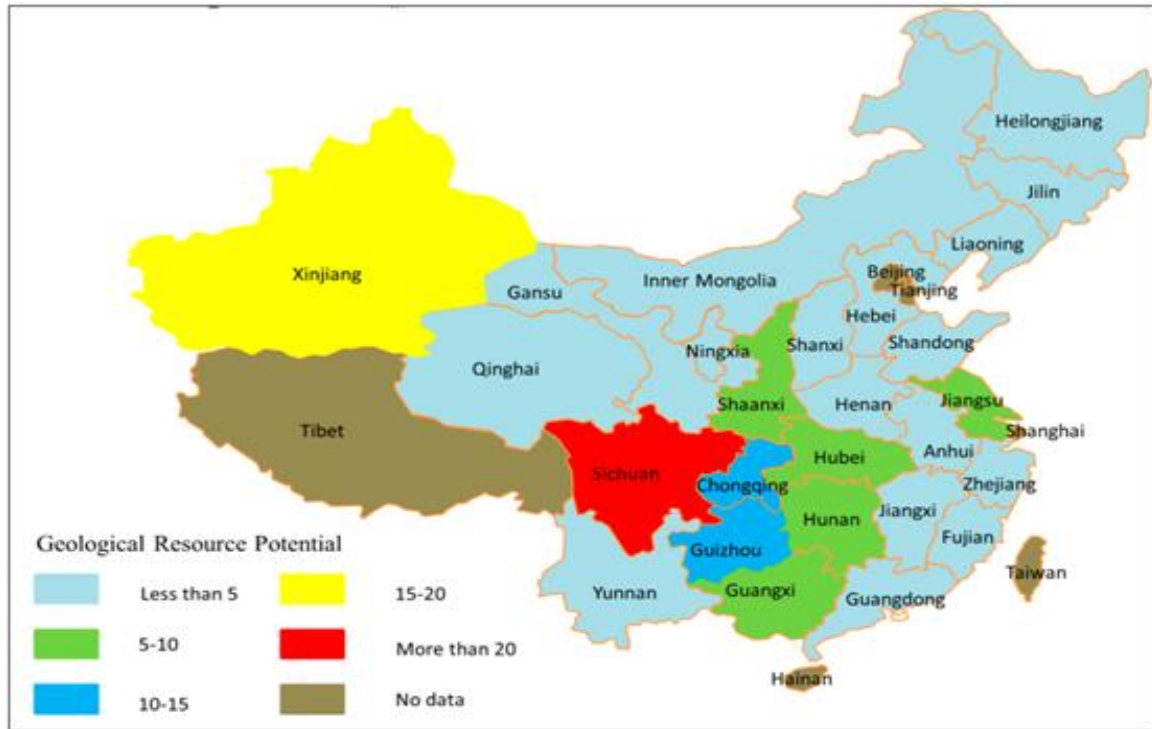 Heilongjiang
Jilin
Liaoning
Xinjiang
Inner Mongolia
Beijing
Gansu
Tianjing
Hebei
Ningxia
Shanxi
Shandong
Qinghai
Shaanxi
Henan
Jiangsu
Tibet
Shanghai
Anhui
Hubei
Sichuan
Chongqing
Zhejiang
Jiangxi
Hunan
Fujian
Guizhou
Taiwan
Yunnan
Guangxi
Guangdong
Hainan
Geological Resource Potential
Less than 5
15-20
5-10
More than 20
10-15
No data